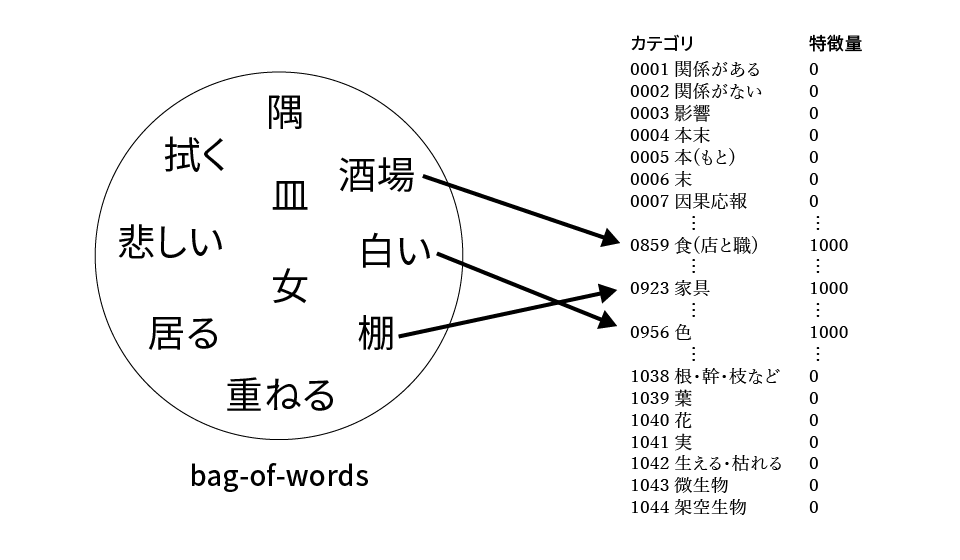 隅
拭く
酒場
皿
悲しい
白い
女
居る
棚
重ねる
bag-of-words
カテゴリ 特徴量
0001 関係がある 0
0002 関係がない 0
0003 影響 0
0004 本末 0
0005 本(もと) 0
0006 末 0
0007 因果応報 0
⋮ ⋮
0859 食(店と職) 1000
⋮ ⋮
0923 家具 1000
⋮ ⋮
0956 色 1000
⋮ ⋮
1038 根・幹・枝など 0
1039 葉 0
1040 花 0
1041 実 0
1042 生える・枯れる 0
1043 微生物 0
1044 架空生物 0